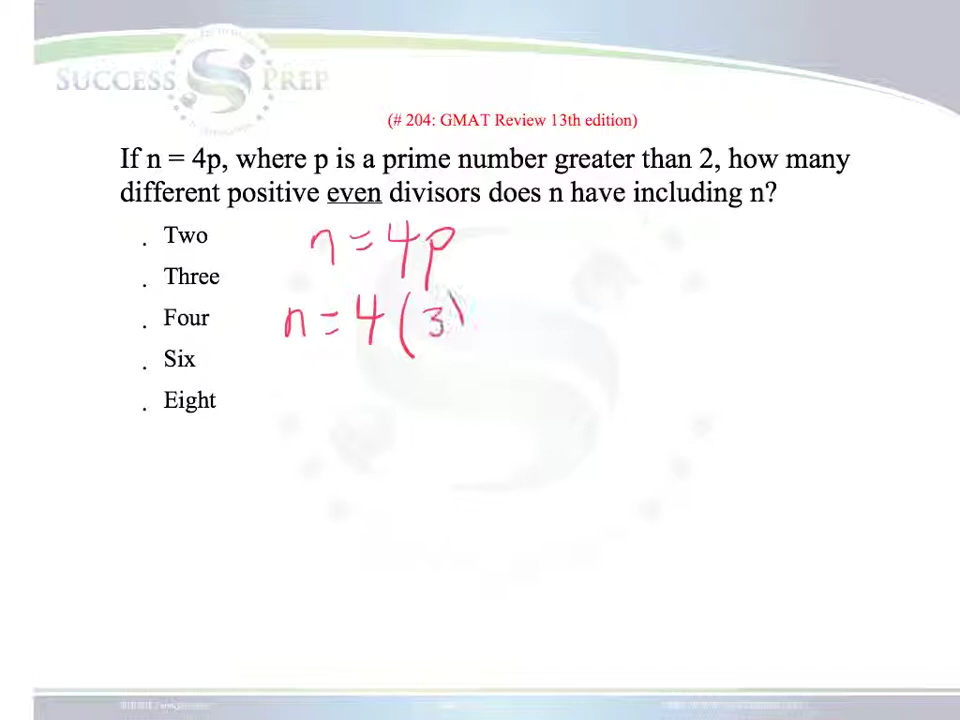 SUCCESS PREP
(# 204: GMAT Review 13th edition)
If n = 4p, where p is a prime number greater than 2, how many
different positive even divisors does n have including n?
. Two
. Three
. Four
. Six
. Eight
n = 4p
n = 4(3)